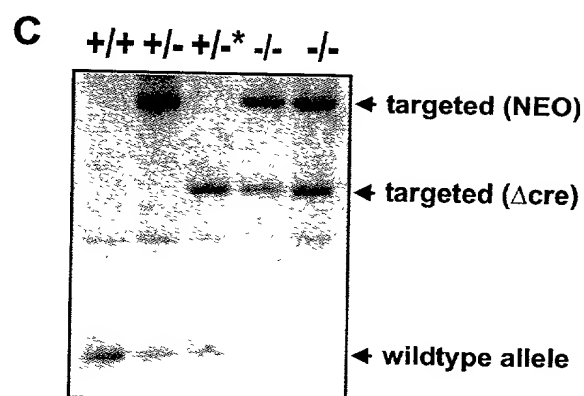 C
+/+ +/- +/-* -/- -/-
targeted (NEO)
targeted (Δcre)
wildtype allele